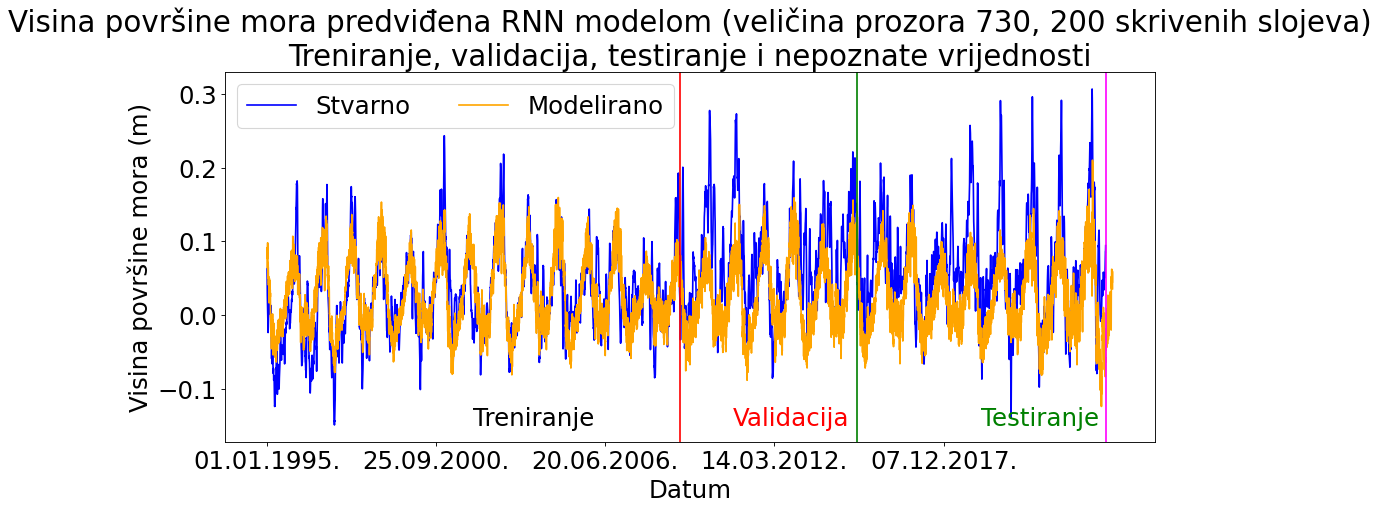 Visina površine mora predviđena RNN modelom (veličina prozora 730, 200 skrivenih slojeva)
Treniranje, validacija, testiranje i nepoznate vrijednosti
Stvarno
Modelirano
Visina površine mora (m)
0.3
0.2
0.1
0.0
−0.1
Treniranje
Validacija
Testiranje
01.01.1995.
25.09.2000.
20.06.2006.
14.03.2012.
07.12.2017.
Datum